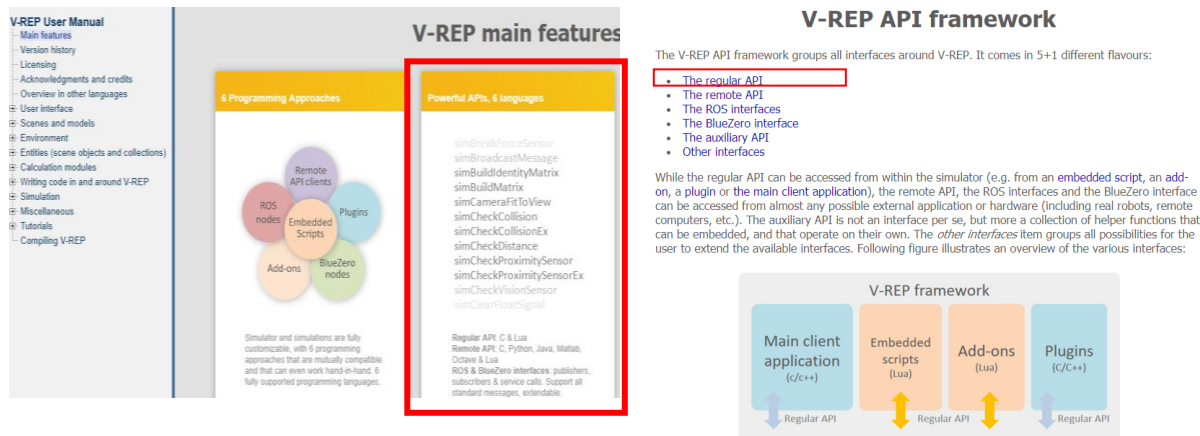 V-REP User Manual
Main features
Version history
Licensing
Acknowledgments and credits
Overview in other languages
User interface
Scenes and models
Environment
Entities (scene objects and collections)
Calculation modules
Writing code in and around V-REP
Simulation
Miscellaneous
Tutorials
Compiling V-REP
V-REP main features
6 Programming Approaches
Remote
API clients
ROS
nodes
Embedded
Scripts
Plugins
Add-ons
BlueZero
nodes
Simulator and simulations are fully
customizable, with 6 programming
approaches that are mutually compatible
and that can even work hand-in-hand. 6
fully supported programming languages.
Powerful APIs, 6 languages
simBreakForceSensor
simBroadcastMessage
simBuildIdentityMatrix
simBuildMatrix
simCameraFitToView
simCheckCollision
simCheckCollisionEx
simCheckDistance
simCheckProximitySensor
simCheckProximitySensorEx
simCheckVisionSensor
simClearFloatSignal
Regular API: C & Lua
Remote API: C, Python, Java, Matlab,
Octave & Lua
ROS & BlueZero interfaces: publishers,
subscribers & service calls. Support all
standard messages, extendable.
V-REP API framework
The V-REP API framework groups all interfaces around V-REP. It comes in 5+1 different flavours:
• The regular API
• The remote API
• The ROS interfaces
• The BlueZero interface
• The auxiliary API
• Other interfaces
While the regular API can be accessed from within the simulator (e.g. from an embedded script, an add-
on, a plugin or the main client application), the remote API, the ROS interfaces and the BlueZero interface
can be accessed from almost any possible external application or hardware (including real robots, remote
computers, etc.). The auxiliary API is not an interface per se, but more a collection of helper functions that
can be embedded, and that operate on their own. The other interfaces item groups all possibilities for the
user to extend the available interfaces. Following figure illustrates an overview of the various interfaces:
V-REP framework
Main client
application
(c/c++)
Embedded
scripts
(Lua)
Add-ons
(Lua)
Plugins
(C/C++)
Regular API
Regular API
Regular API